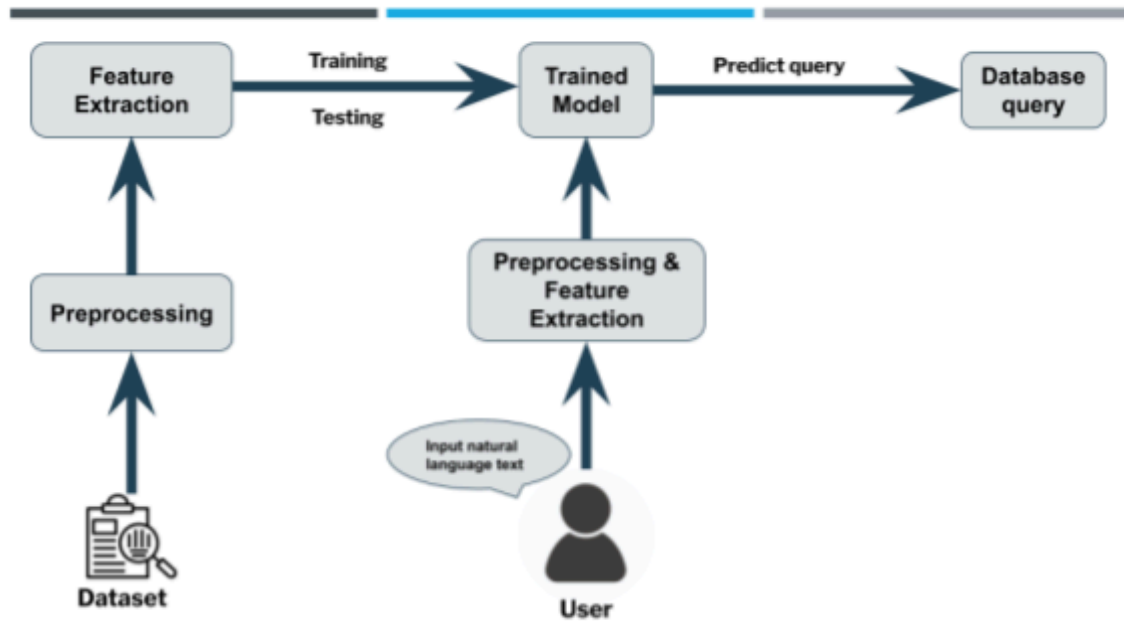 Feature
Extraction
Training
Testing
Trained
Model
Predict query
Database
query
Preprocessing
Preprocessing &
Feature
Extraction
Input natural
language text
Dataset
User